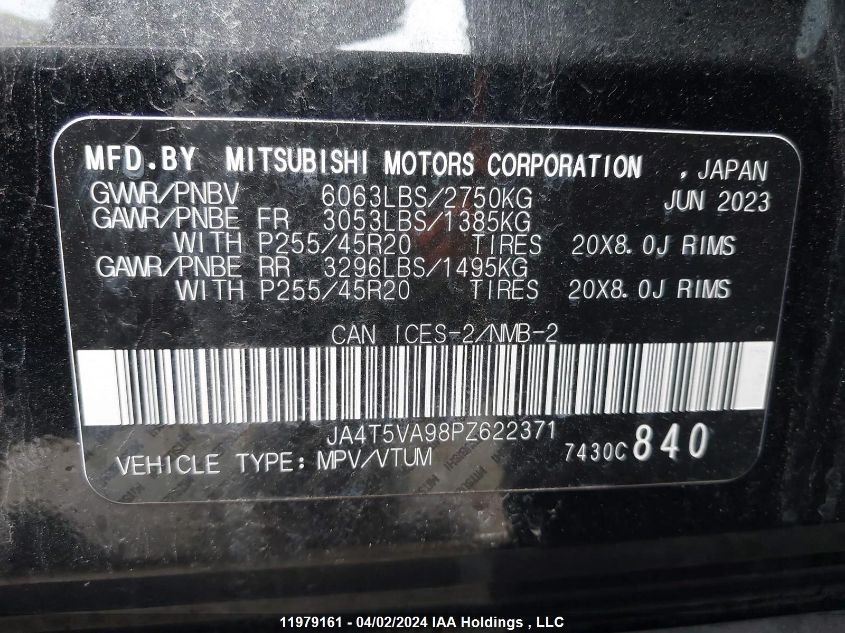 MFD.BY MITSUBISHI MOTORS CORPORATION , JAPAN
GVWR/PNBV 6063LBS/2750KG JUN 2023
GAWR/PNBE FR 3053LBS/1385KG
WITH P255/45R20 TIRES 20X8.0J RIMS
GAWR/PNBE RR 3296LBS/1495KG
WITH P255/45R20 TIRES 20X8.0J RIMS
CAN ICES-2/NMB-2
JA4T5VA98PZ622371
7430C 840
VEHICLE TYPE: MPV/VTUM
11979161 - 04/02/2024 IAA Holdings , LLC